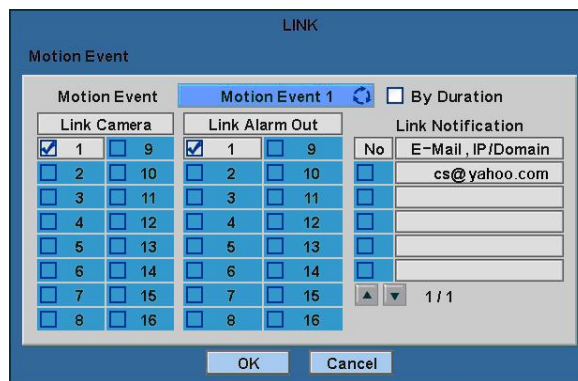 LINK
Motion Event
Motion Event Motion Event 1 By Duration
Link Camera Link Alarm Out Link Notification
1 9 1 9 No E-Mail, IP/Domain
2 10 2 10 cs@yahoo.com
3 11 3 11
4 12 4 12
5 13 5 13
6 14 6 14
7 15 7 15 1/1
8 16 8 16
OK Cancel